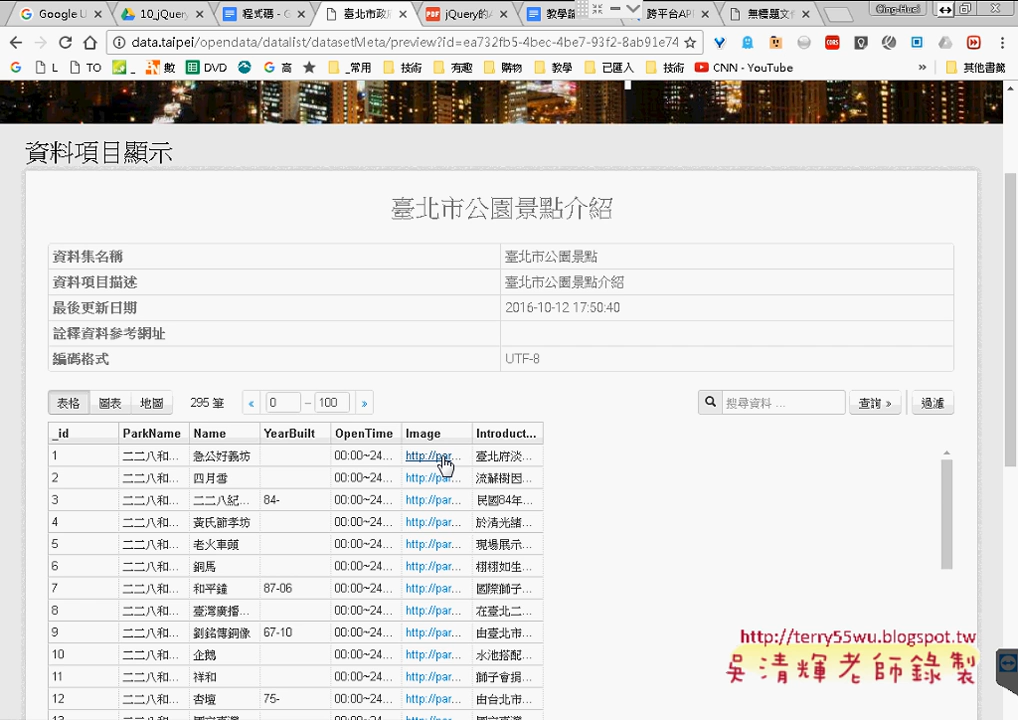 Google U
10_jQuery
程式碼 - G
臺北市政府
jQuery的A
教學論
跨平台API
無標題文
Ging-Huei
data.taipei/opendata/datalist/datasetMeta/preview?id=ea732fb5-4bec-4be7-93f2-8ab91e74
L TO 數 DVD 高 _常用 技術 有趣 購物 教學 已匯入 技術 CNN - YouTube » 其他書籤
資料項目顯示
臺北市公園景點介紹
資料集名稱 臺北市公園景點
資料項目描述 臺北市公園景點介紹
最後更新日期 2016-10-12 17:50:40
詮釋資料參考網址
編碼格式 UTF-8
表格 圖表 地圖 295 筆 « 0 – 100 » 搜尋資料 ... 查詢 » 過濾
_id ParkName Name YearBuilt OpenTime Image Introduct...
1 二二八和... 急公好義坊 00:00~24... http://par... 臺北府淡...
2 二二八和... 四月雪 00:00~24... http://par... 流蘇樹因...
3 二二八和... 二二八紀... 84- 00:00~24... http://par... 民國84年...
4 二二八和... 黃氏節孝坊 00:00~24... http://par... 於清光緒...
5 二二八和... 老火車頭 00:00~24... http://par... 現場展示...
6 二二八和... 銅馬 00:00~24... http://par... 栩栩如生...
7 二二八和... 和平鐘 87-06 00:00~24... http://par... 國際獅子...
8 二二八和... 臺灣廣播... 00:00~24... http://par... 在臺北二...
9 二二八和... 劉銘傳銅像 67-10 00:00~24... http://par... 由臺北市...
10 二二八和... 企鵝 00:00~24... http://par... 水池搭配...
11 二二八和... 祥和 00:00~24... http://par... 獅子會捐...
12 二二八和... 杏壇 75- 00:00~24... http://par... 由台北市...
http://terry55wu.blogspot.tw
吳清輝老師錄製